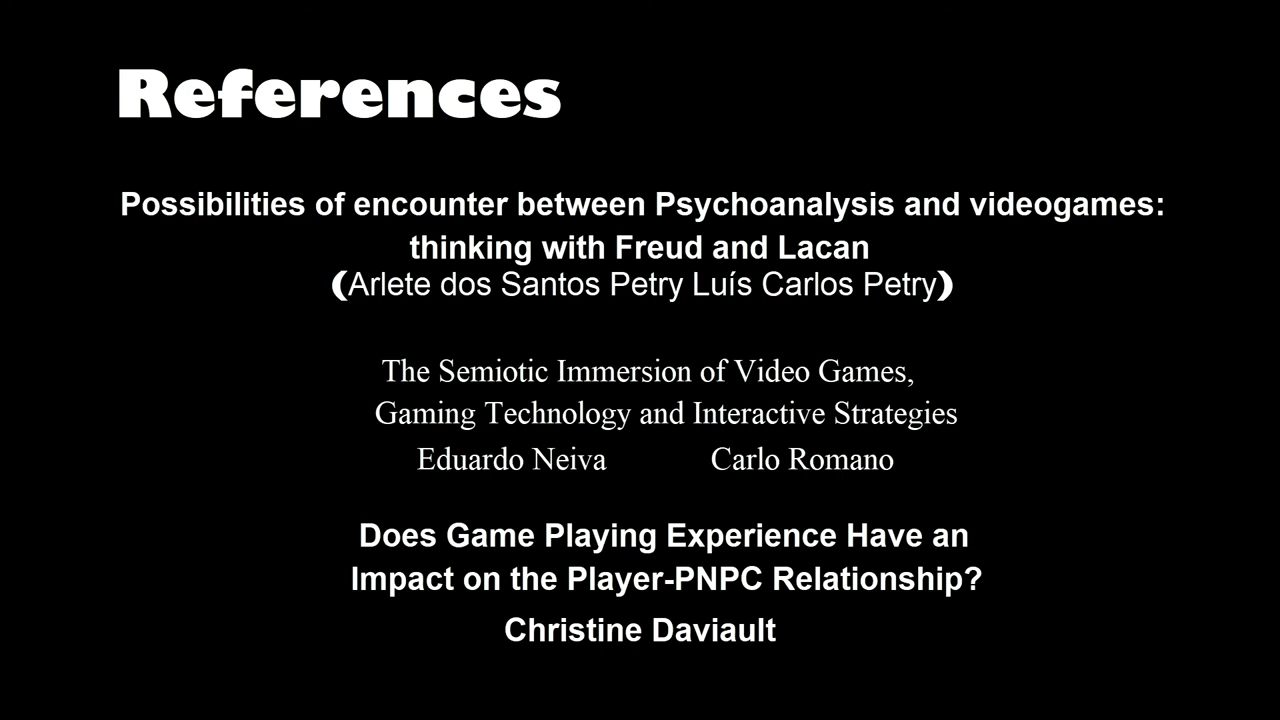 References
Possibilities of encounter between Psychoanalysis and videogames:
thinking with Freud and Lacan
(Arlete dos Santos Petry Luís Carlos Petry)
The Semiotic Immersion of Video Games,
Gaming Technology and Interactive Strategies
Eduardo Neiva Carlo Romano
Does Game Playing Experience Have an
Impact on the Player-PNPC Relationship?
Christine Daviault